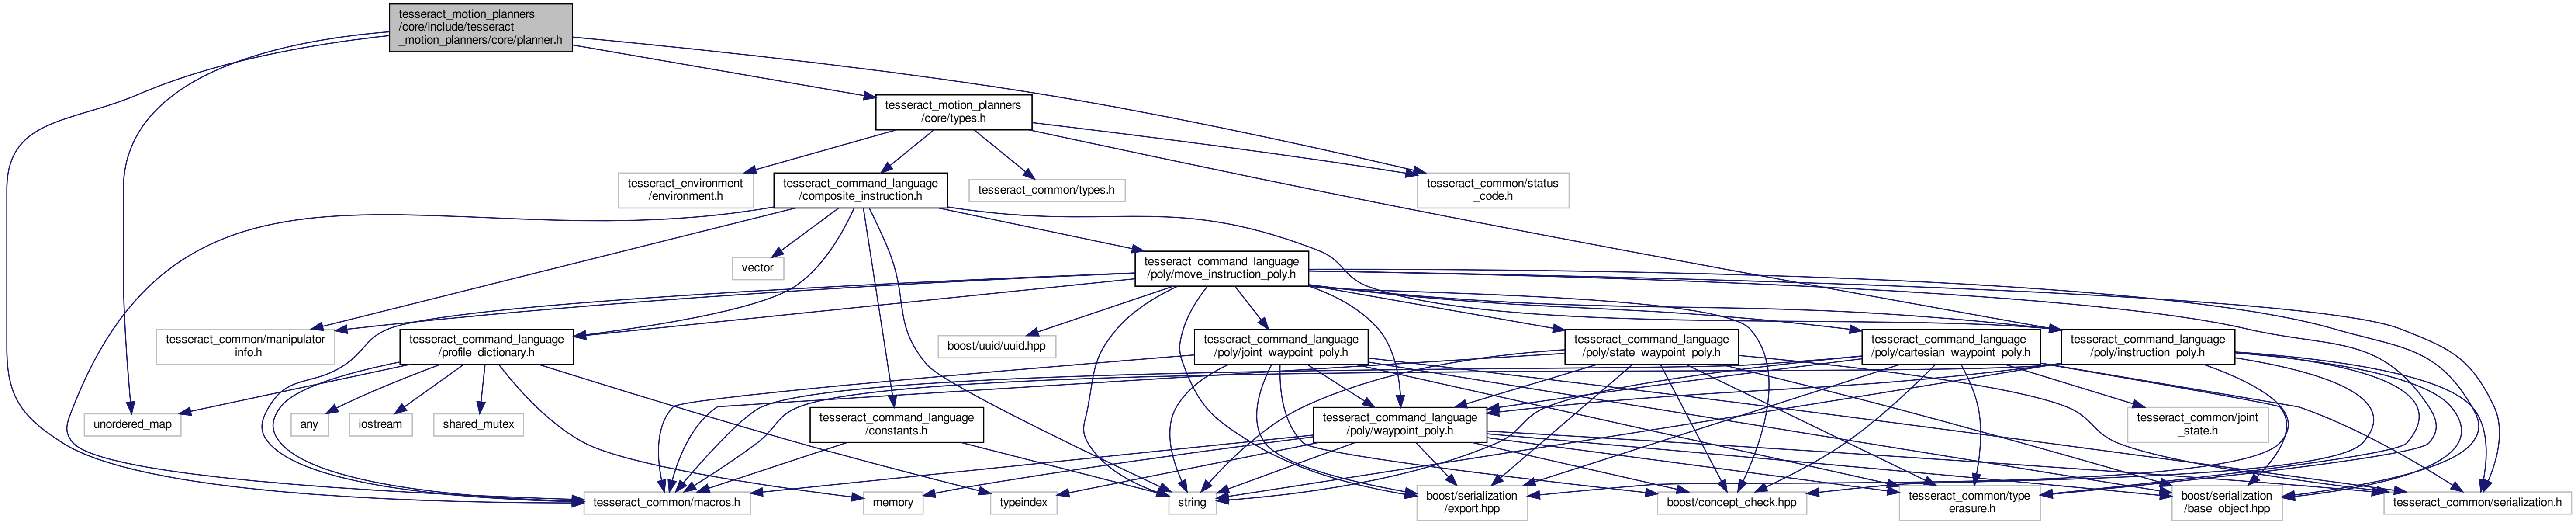 tesseract_motion_planners
/core/include/tesseract
_motion_planners/core/planner.h
tesseract_motion_planners
/core/types.h
tesseract_environment
/environment.h
tesseract_command_language
/composite_instruction.h
tesseract_common/types.h
tesseract_common/status
_code.h
vector
tesseract_command_language
/poly/move_instruction_poly.h
tesseract_common/manipulator
_info.h
tesseract_command_language
/profile_dictionary.h
boost/uuid/uuid.hpp
tesseract_command_language
/poly/joint_waypoint_poly.h
tesseract_command_language
/poly/state_waypoint_poly.h
tesseract_command_language
/poly/cartesian_waypoint_poly.h
tesseract_command_language
/poly/instruction_poly.h
unordered_map
any
iostream
shared_mutex
tesseract_command_language
/constants.h
tesseract_command_language
/poly/waypoint_poly.h
tesseract_common/joint
_state.h
tesseract_common/macros.h
memory
typeindex
string
boost/serialization
/export.hpp
boost/concept_check.hpp
tesseract_common/type
_erasure.h
boost/serialization
/base_object.hpp
tesseract_common/serialization.h